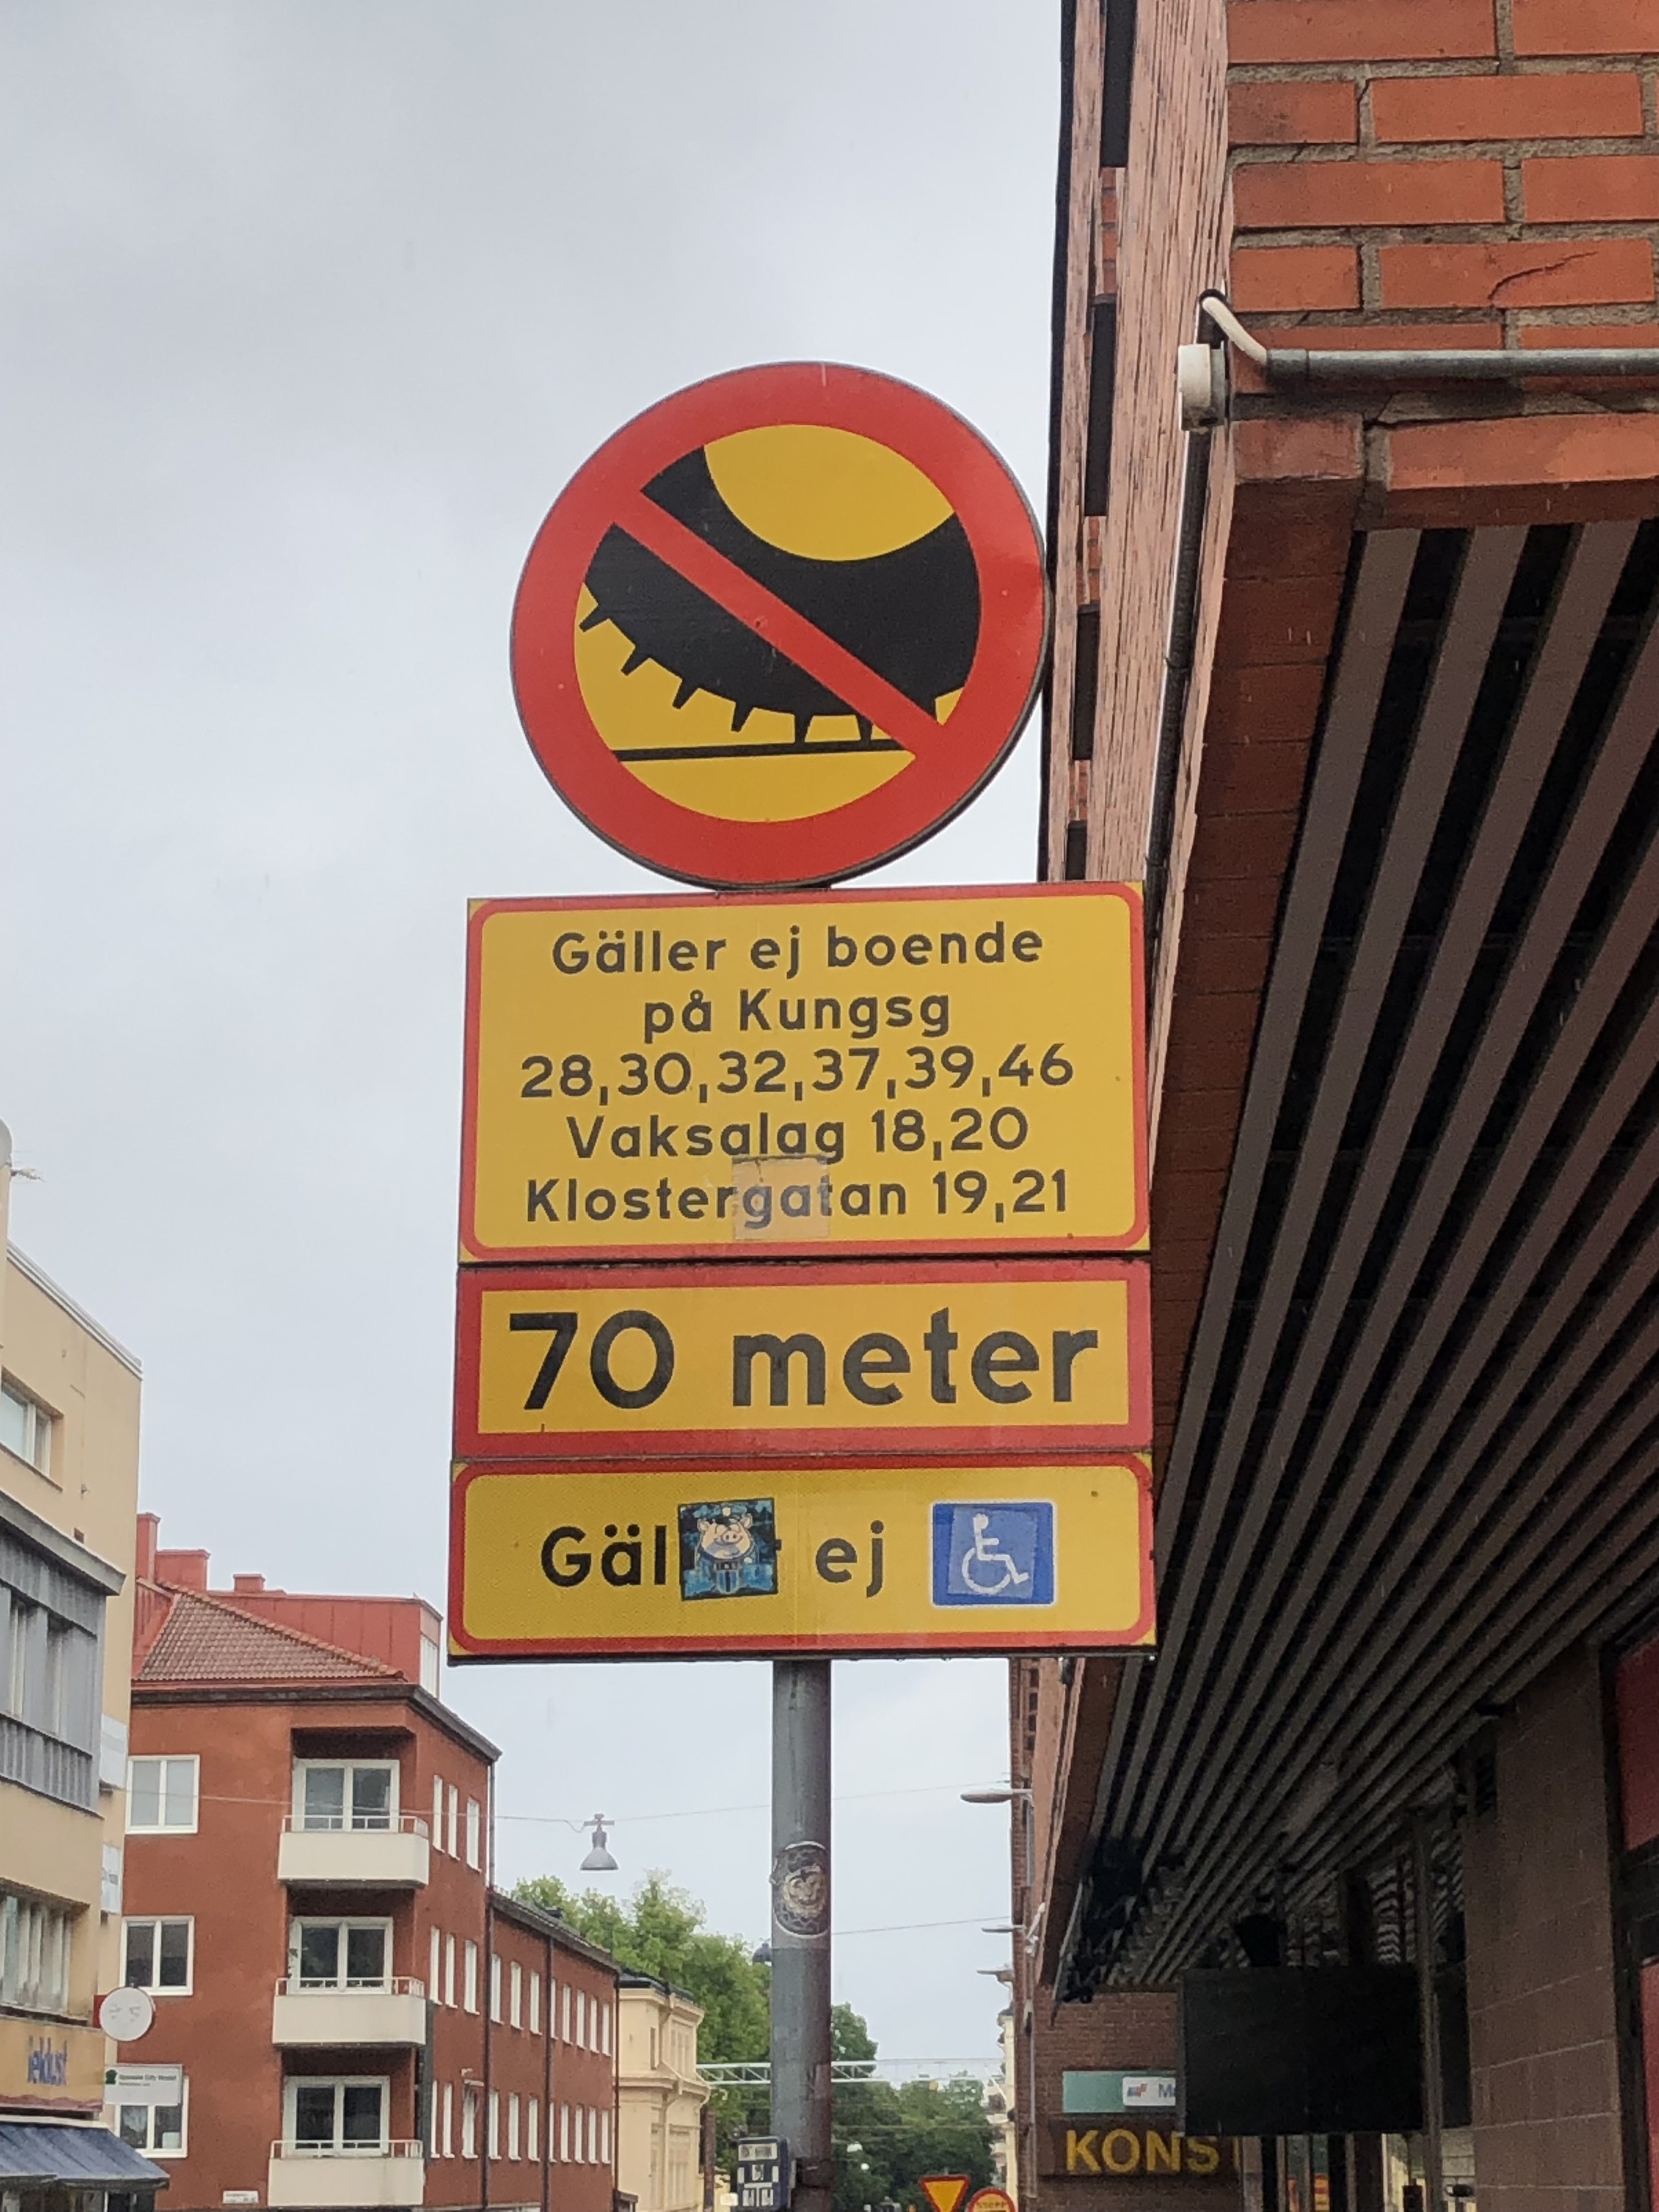 Gäller ej boende
på Kungsg
28,30,32,37,39,46
Vaksalag 18,20
Klostergatan 19,21
70 meter
ej
KONST